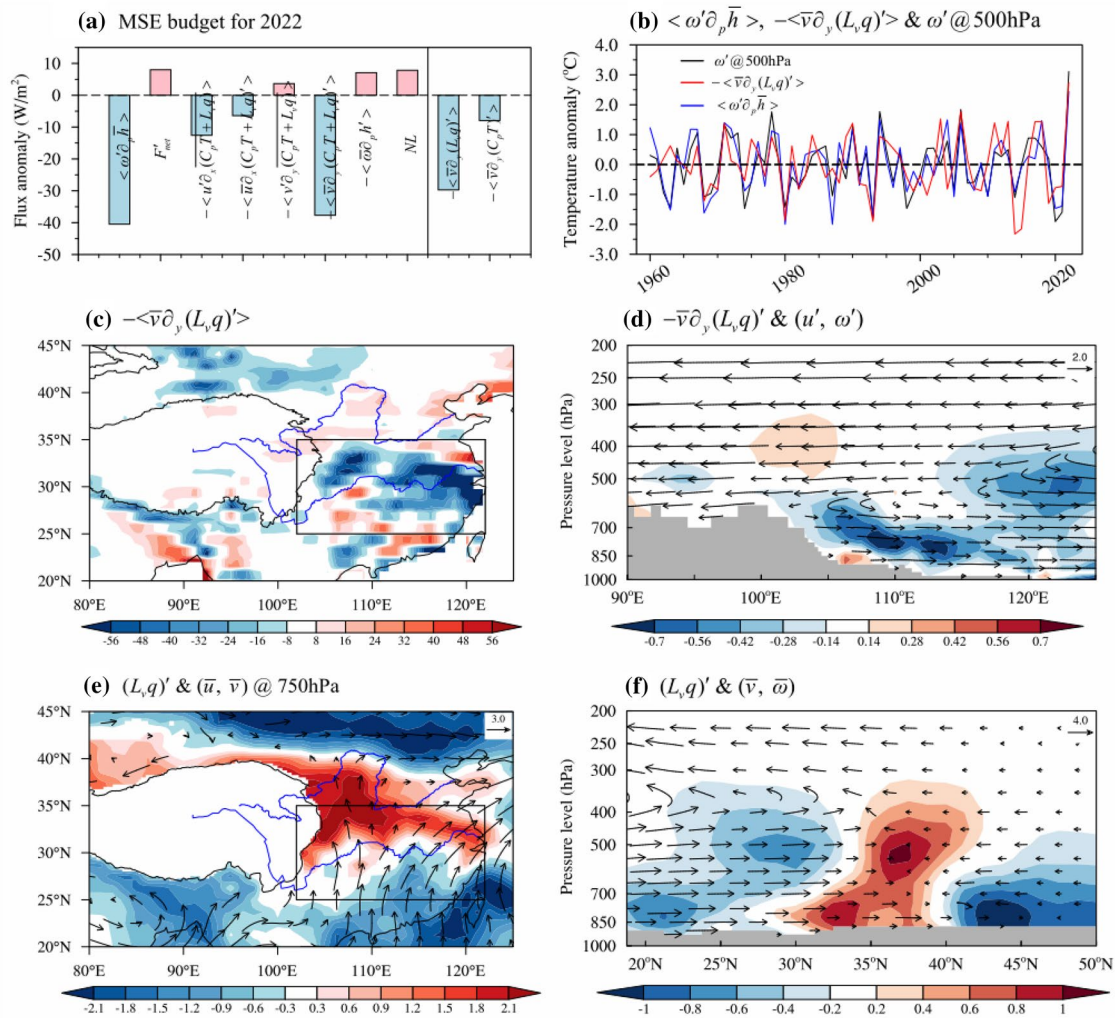 (a) MSE budget for 2022
Flux anomaly (W/m²)
10
0
-10
-20
-30
-40
-50
<ω′∂ₚh̅>
F′ₙₑₜ
−<u′∂ₓ(CₚT + Lᵥq)>
−<u̅∂ₓ(CₚT + Lᵥq)′>
−<v′∂ᵧ(CₚT + Lᵥq)>
−<v̅∂ᵧ(CₚT + Lᵥq)′>
−<ω̅∂ₚh′>
NL
−<v̅∂ᵧ(Lᵥq)′>
−<v̅∂ᵧ(CₚT)′>
(b) <ω′∂ₚh̅>, −<v̅∂ᵧ(Lᵥq)′> & ω′@500hPa
Temperature anomaly (°C)
4.0
3.0
2.0
1.0
-0.0
-1.0
-2.0
-3.0
ω′@500hPa
−<v̅∂ᵧ(Lᵥq)′>
<ω′∂ₚh̅>
1960 1980 2000 2020
(c) −<v̅∂ᵧ(Lᵥq)′>
45°N
40°N
35°N
30°N
25°N
20°N
80°E 90°E 100°E 110°E 120°E
-56 -48 -40 -32 -24 -16 -8 8 16 24 32 40 48 56
(d) −v̅∂ᵧ(Lᵥq)′ & (u′, ω′)
2.0
Pressure level (hPa)
200
250
300
400
500
700
850
1000
90°E 100°E 110°E 120°E
-0.7 -0.56 -0.42 -0.28 -0.14 0.14 0.28 0.42 0.56 0.7
(e) (Lᵥq)′ & (u̅, v̅) @ 750hPa
3.0
45°N
40°N
35°N
30°N
25°N
20°N
80°E 90°E 100°E 110°E 120°E
-2.1 -1.8 -1.5 -1.2 -0.9 -0.6 -0.3 0.3 0.6 0.9 1.2 1.5 1.8 2.1
(f) (Lᵥq)′ & (v̅, ω̅)
4.0
Pressure level (hPa)
200
250
300
400
500
700
850
1000
20°N 25°N 30°N 35°N 40°N 45°N 50°N
-1 -0.8 -0.6 -0.4 -0.2 0.2 0.4 0.6 0.8 1